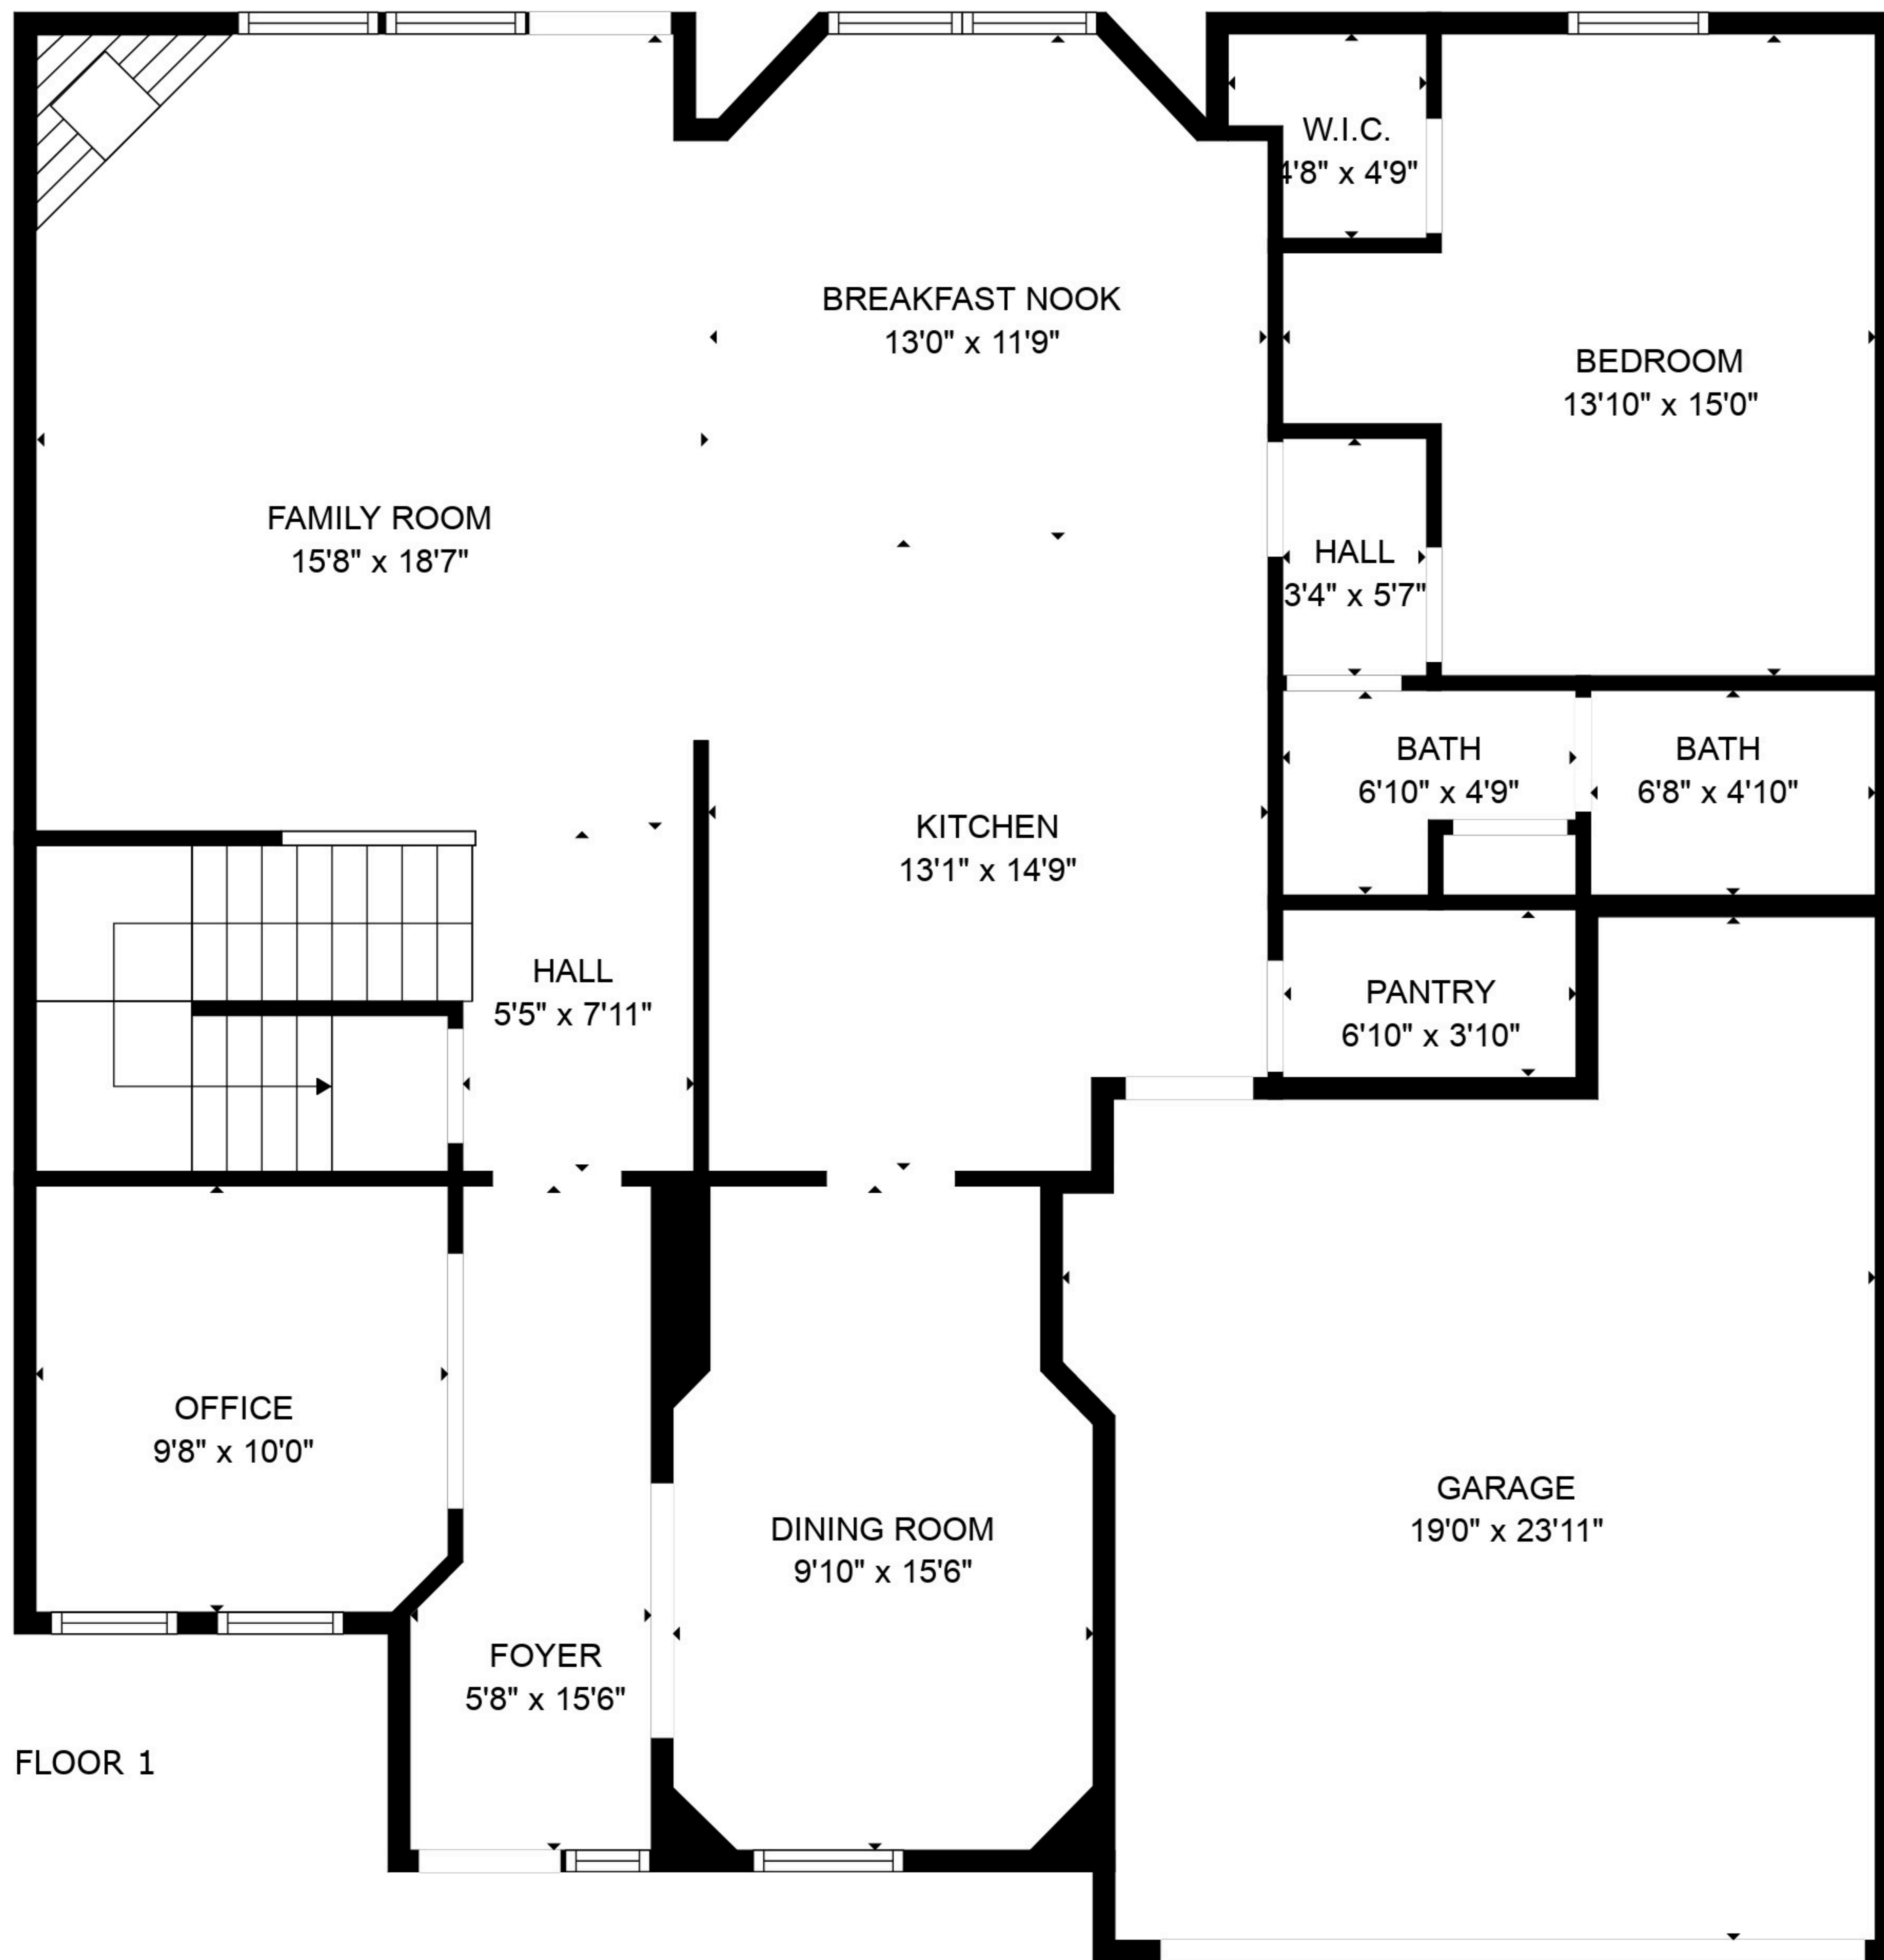 W.I.C.
4'8" x 4'9"
BREAKFAST NOOK
13'0" x 11'9"
BEDROOM
13'10" x 15'0"
FAMILY ROOM
15'8" x 18'7"
HALL
3'4" x 5'7"
BATH
6'10" x 4'9"
BATH
6'8" x 4'10"
KITCHEN
13'1" x 14'9"
HALL
5'5" x 7'11"
PANTRY
6'10" x 3'10"
OFFICE
9'8" x 10'0"
GARAGE
19'0" x 23'11"
DINING ROOM
9'10" x 15'6"
FOYER
5'8" x 15'6"
FLOOR 1